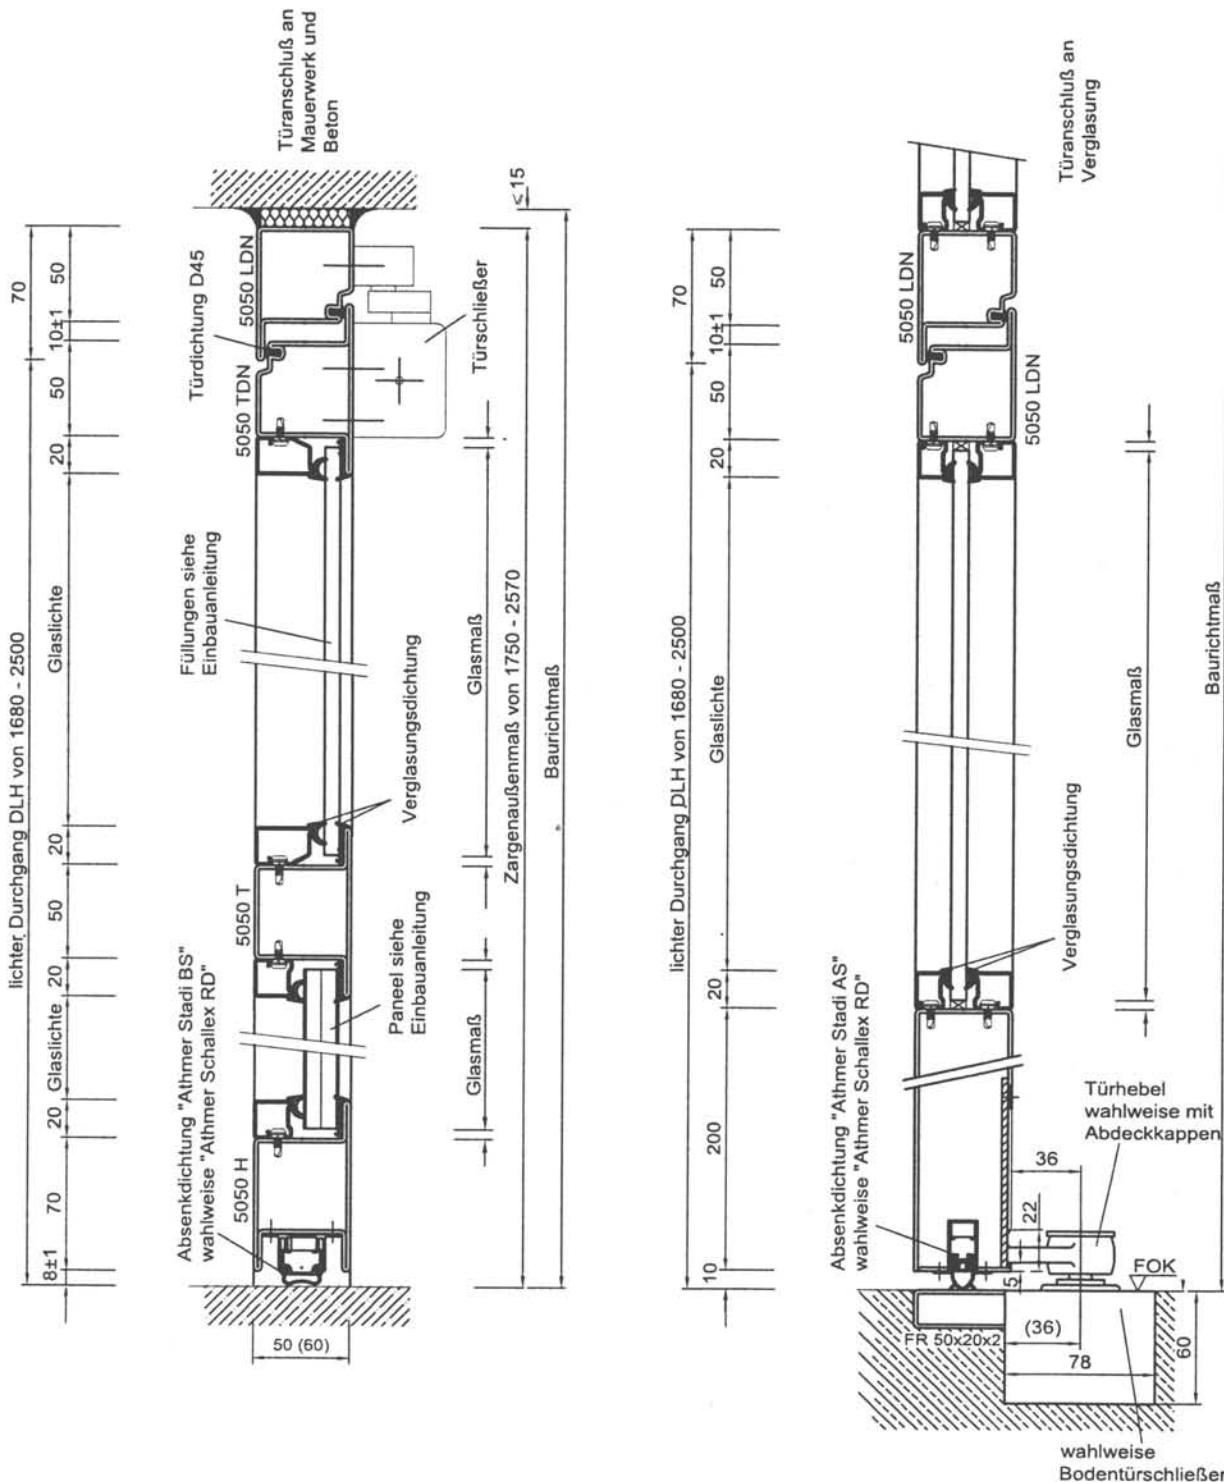 Türanschluß an
Mauerwerk und
Beton
⩽15
70
50
10±1
50
20
Türdichtung D45
5050 LDN
5050 TDN
Türschließer
lichter Durchgang DLH von 1680 - 2500
Glaslichte
Füllungen siehe
Einbauanleitung
Verglasungsdichtung
Glasmaß
Zargenaußenmaß von 1750 - 2570
Baurichtmaß
20
50
20
5050 T
Glaslichte
20
70
8±1
Paneel siehe
Einbauanleitung
Glasmaß
Absenkdichtung "Athmer Stadi BS"
wahlweise "Athmer Schallex RD"
5050 H
50 (60)
Türanschluß an
Verglasung
70
50
10±1
50
20
5050 LDN
5050 LDN
lichter Durchgang DLH von 1680 - 2500
Glaslichte
Glasmaß
Baurichtmaß
Verglasungsdichtung
20
200
10
Absenkdichtung "Athmer Stadi AS"
wahlweise "Athmer Schallex RD"
Türhebel
wahlweise mit
Abdeckkappen
36
22
5
FOK
FR 50x20x2
(36)
78
60
wahlweise
Bodentürschließer